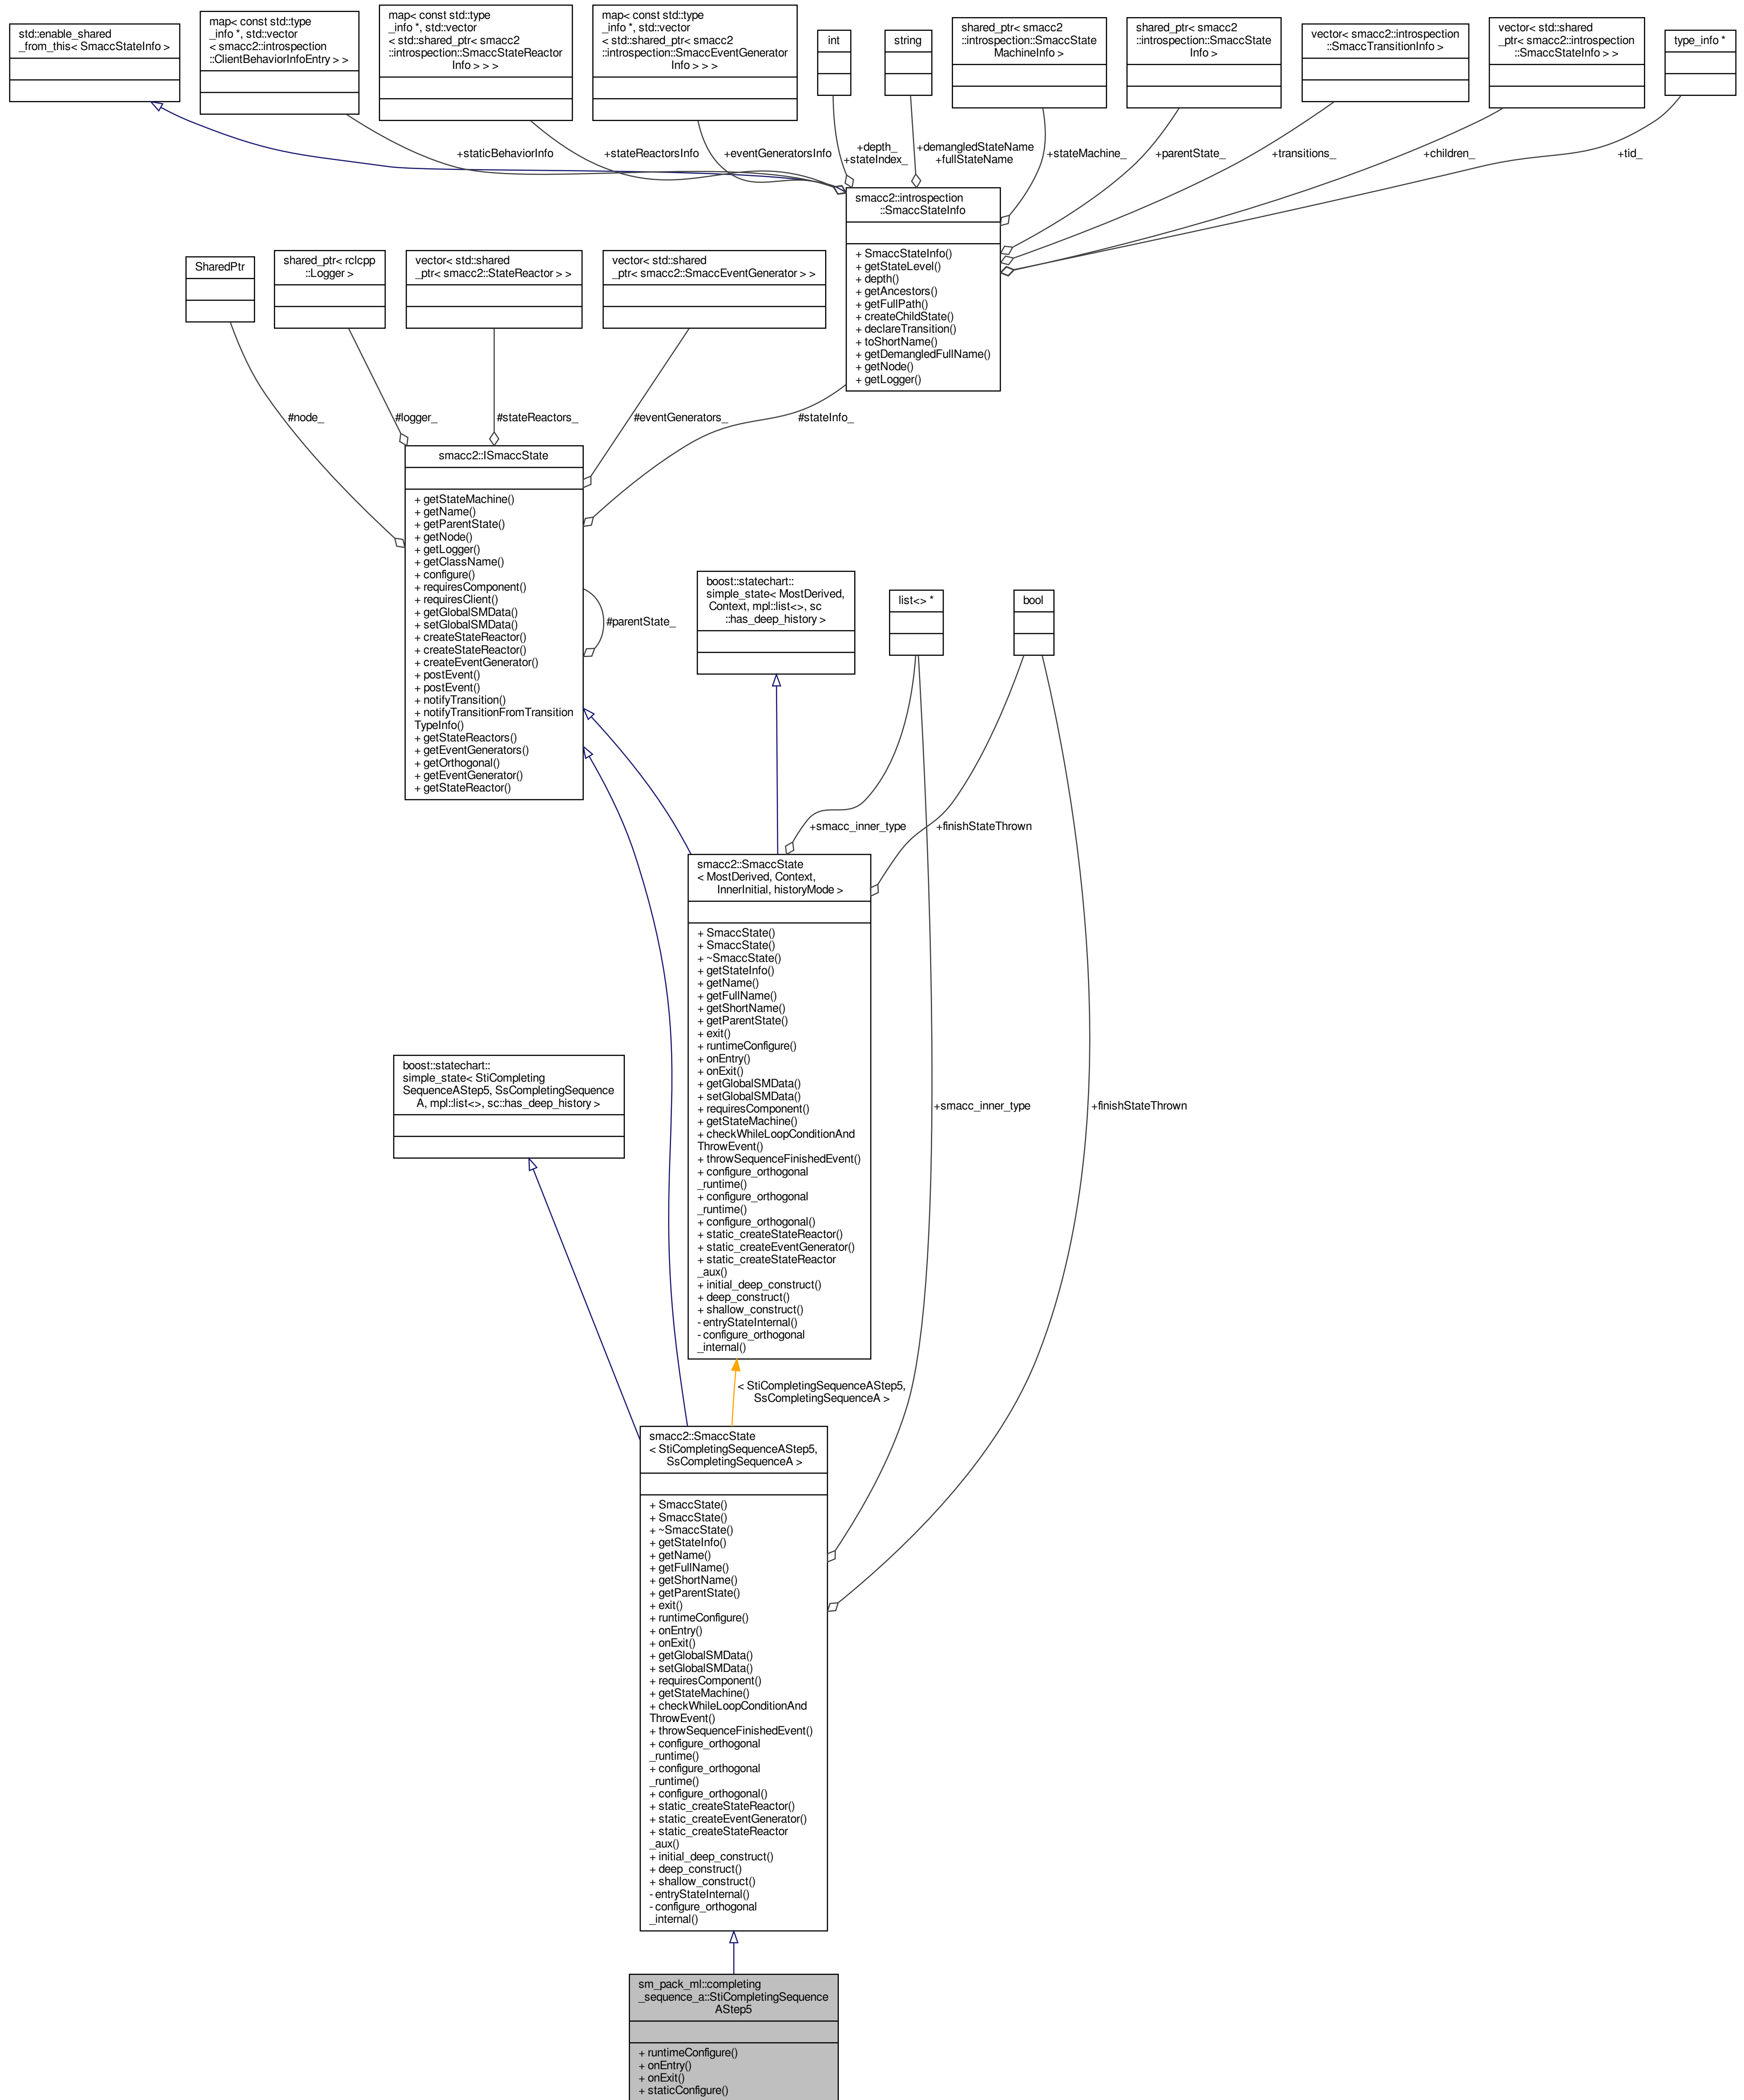 std::enable_shared
_from_this< SmaccStateInfo >
map< const std::type
_info *, std::vector
< smacc2::introspection
::ClientBehaviorInfoEntry > >
map< const std::type
_info *, std::vector
< std::shared_ptr< smacc2
::introspection::SmaccStateReactor
Info > > >
map< const std::type
_info *, std::vector
< std::shared_ptr< smacc2
::introspection::SmaccEventGenerator
Info > > >
int
string
shared_ptr< smacc2
::introspection::SmaccState
MachineInfo >
shared_ptr< smacc2
::introspection::SmaccState
Info >
vector< smacc2::introspection
::SmaccTransitionInfo >
vector< std::shared
_ptr< smacc2::introspection
::SmaccStateInfo > >
type_info *
+staticBehaviorInfo
+stateReactorsInfo
+eventGeneratorsInfo
+depth_
+stateIndex_
+demangledStateName
+fullStateName
+stateMachine_
+parentState_
+transitions_
+children_
+tid_
smacc2::introspection
::SmaccStateInfo
+ SmaccStateInfo()
+ getStateLevel()
+ depth()
+ getAncestors()
+ getFullPath()
+ createChildState()
+ declareTransition()
+ toShortName()
+ getDemangledFullName()
+ getNode()
+ getLogger()
SharedPtr
shared_ptr< rclcpp
::Logger >
vector< std::shared
_ptr< smacc2::StateReactor > >
vector< std::shared
_ptr< smacc2::SmaccEventGenerator > >
#node_
#logger_
#stateReactors_
#eventGenerators_
#stateInfo_
smacc2::ISmaccState
+ getStateMachine()
+ getName()
+ getParentState()
+ getNode()
+ getLogger()
+ getClassName()
+ configure()
+ requiresComponent()
+ requiresClient()
+ getGlobalSMData()
+ setGlobalSMData()
+ createStateReactor()
+ createStateReactor()
+ createEventGenerator()
+ postEvent()
+ postEvent()
+ notifyTransition()
+ notifyTransitionFromTransition
TypeInfo()
+ getStateReactors()
+ getEventGenerators()
+ getOrthogonal()
+ getEventGenerator()
+ getStateReactor()
#parentState_
boost::statechart::
simple_state< MostDerived,
Context, mpl::list<>, sc
::has_deep_history >
list<> *
bool
+smacc_inner_type
+finishStateThrown
smacc2::SmaccState
< MostDerived, Context,
InnerInitial, historyMode >
+ SmaccState()
+ SmaccState()
+ ~SmaccState()
+ getStateInfo()
+ getName()
+ getFullName()
+ getShortName()
+ getParentState()
+ exit()
+ runtimeConfigure()
+ onEntry()
+ onExit()
+ getGlobalSMData()
+ setGlobalSMData()
+ requiresComponent()
+ getStateMachine()
+ checkWhileLoopConditionAnd
ThrowEvent()
+ throwSequenceFinishedEvent()
+ configure_orthogonal
_runtime()
+ configure_orthogonal
_runtime()
+ configure_orthogonal()
+ static_createStateReactor()
+ static_createEventGenerator()
+ static_createStateReactor
_aux()
+ initial_deep_construct()
+ deep_construct()
+ shallow_construct()
- entryStateInternal()
- configure_orthogonal
_internal()
boost::statechart::
simple_state< StiCompleting
SequenceAStep5, SsCompletingSequence
A, mpl::list<>, sc::has_deep_history >
+smacc_inner_type
+finishStateThrown
< StiCompletingSequenceAStep5,
SsCompletingSequenceA >
smacc2::SmaccState
< StiCompletingSequenceAStep5,
SsCompletingSequenceA >
+ SmaccState()
+ SmaccState()
+ ~SmaccState()
+ getStateInfo()
+ getName()
+ getFullName()
+ getShortName()
+ getParentState()
+ exit()
+ runtimeConfigure()
+ onEntry()
+ onExit()
+ getGlobalSMData()
+ setGlobalSMData()
+ requiresComponent()
+ getStateMachine()
+ checkWhileLoopConditionAnd
ThrowEvent()
+ throwSequenceFinishedEvent()
+ configure_orthogonal
_runtime()
+ configure_orthogonal
_runtime()
+ configure_orthogonal()
+ static_createStateReactor()
+ static_createEventGenerator()
+ static_createStateReactor
_aux()
+ initial_deep_construct()
+ deep_construct()
+ shallow_construct()
- entryStateInternal()
- configure_orthogonal
_internal()
sm_pack_ml::completing
_sequence_a::StiCompletingSequence
AStep5
+ runtimeConfigure()
+ onEntry()
+ onExit()
+ staticConfigure()